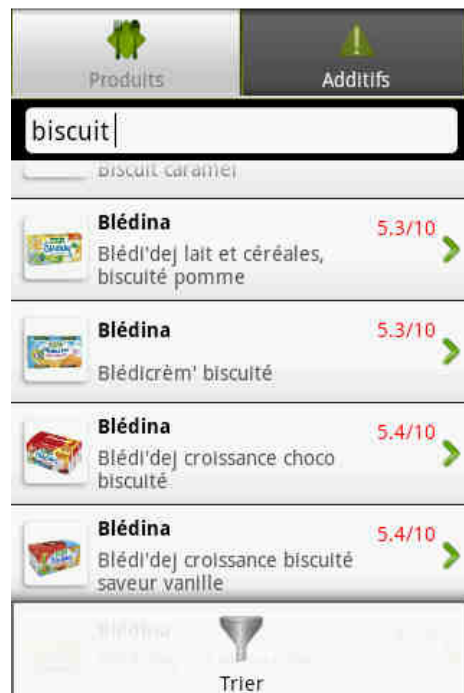 Produits
Additifs
biscuit
Biscuit caramel
Blédina
5.3/10
Blédi'dej lait et céréales,
biscuité pomme
Blédina
5.3/10
Blédicrèm' biscuité
Blédina
5.4/10
Blédi'dej croissance choco
biscuité
Blédina
5.4/10
Blédi'dej croissance biscuité
saveur vanille
Blédina
Trier